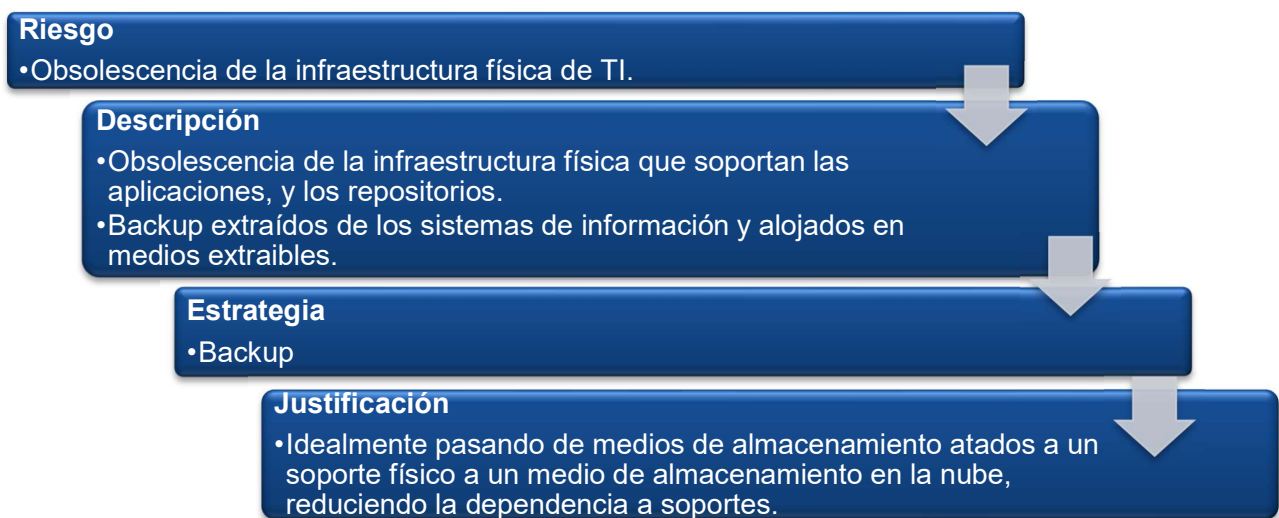 Riesgo
•Obsolescencia de la infraestructura física de TI.
Descripción
•Obsolescencia de la infraestructura física que soportan las
aplicaciones, y los repositorios.
•Backup extraídos de los sistemas de información y alojados en
medios extraibles.
Estrategia
•Backup
Justificación
•Idealmente pasando de medios de almacenamiento atados a un
soporte físico a un medio de almacenamiento en la nube,
reduciendo la dependencia a soportes.